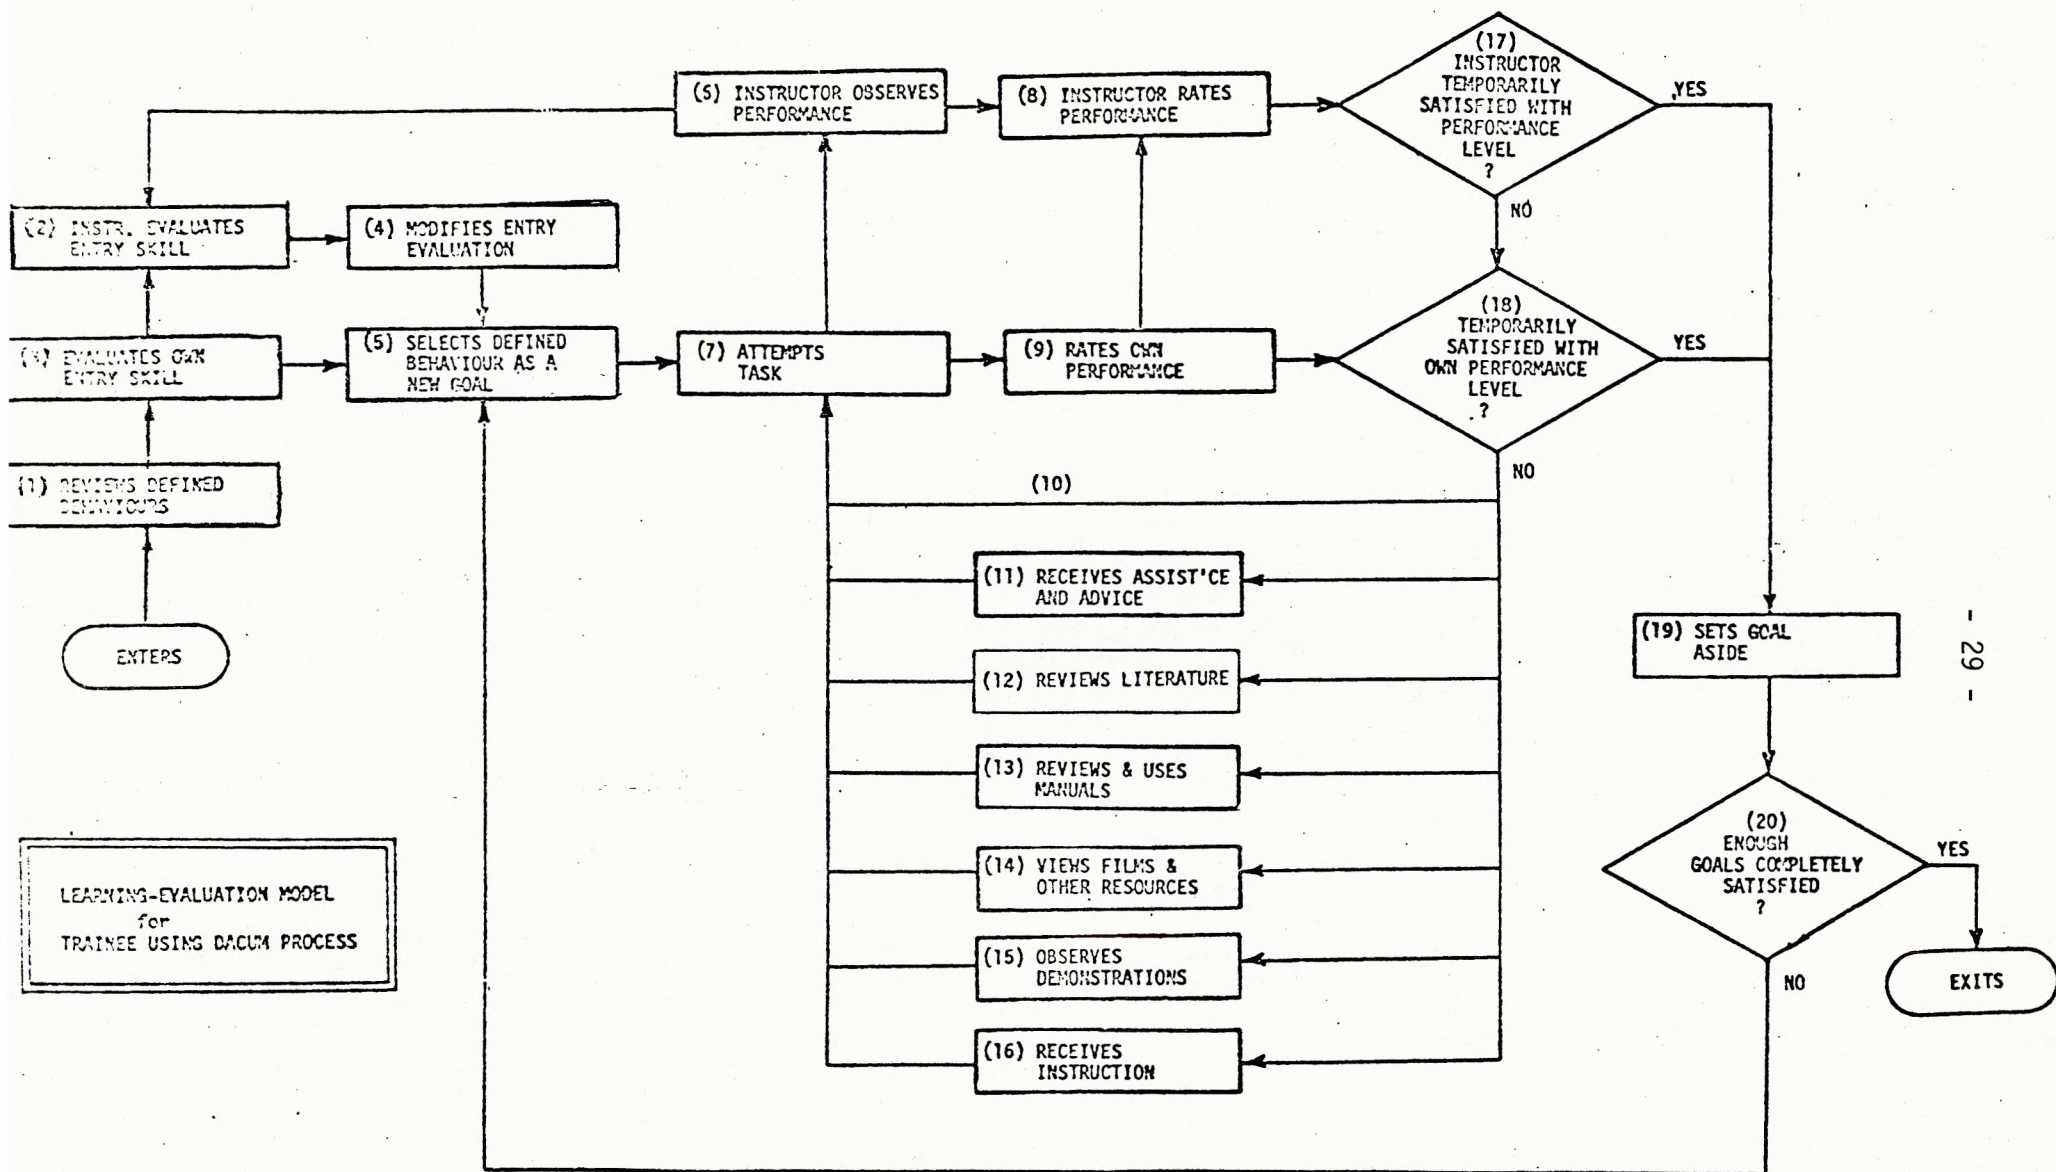 (17)
INSTRUCTOR
TEMPORARILY
SATISFIED WITH
PERFORMANCE
LEVEL
?
YES
NO
(5) INSTRUCTOR OBSERVES
PERFORMANCE
(8) INSTRUCTOR RATES
PERFORMANCE
(2) INSTR. EVALUATES
ENTRY SKILL
(4) MODIFIES ENTRY
EVALUATION
(18)
TEMPORARILY
SATISFIED WITH
OWN PERFORMANCE
LEVEL
?
YES
NO
EVALUATES OWN
ENTRY SKILL
(5) SELECTS DEFINED
BEHAVIOUR AS A
NEW GOAL
(7) ATTEMPTS
TASK
(9) RATES OWN
PERFORMANCE
(1) REVIEWS DEFINED
BEHAVIOURS
ENTERS
(10)
(11) RECEIVES ASSIST'CE
AND ADVICE
(12) REVIEWS LITERATURE
(13) REVIEWS & USES
MANUALS
(14) VIEWS FILMS &
OTHER RESOURCES
(15) OBSERVES
DEMONSTRATIONS
(16) RECEIVES
INSTRUCTION
(19) SETS GOAL
ASIDE
- 29 -
(20)
ENOUGH
GOALS COMPLETELY
SATISFIED
?
YES
NO
EXITS
LEARNING-EVALUATION MODEL
for
TRAINEE USING DACUM PROCESS